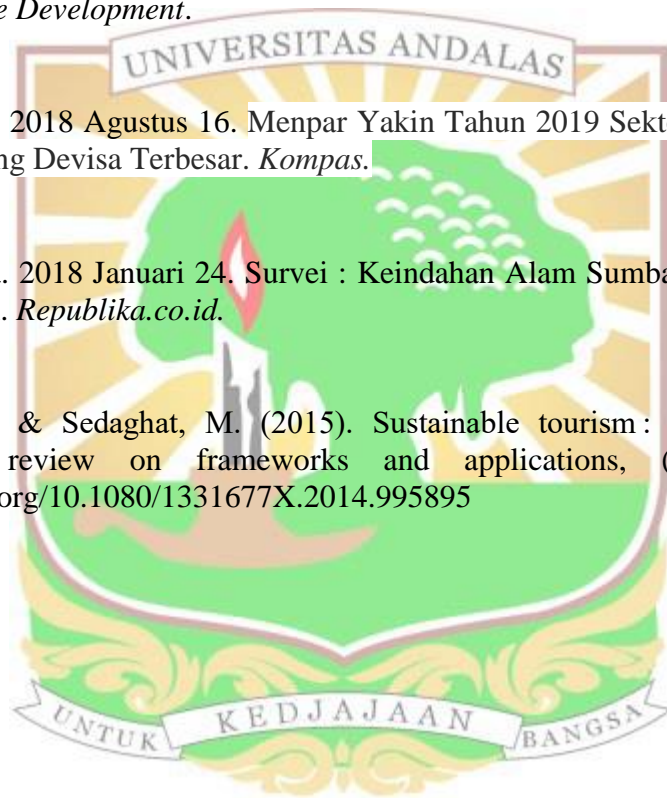 e Development.
UNIVERSITAS ANDALAS
2018 Agustus 16. Menpar Yakin Tahun 2019 Sekt
ng Devisa Terbesar. Kompas.
. 2018 Januari 24. Survei : Keindahan Alam Sumba
. Republika.co.id.
& Sedaghat, M. (2015). Sustainable tourism :
review on frameworks and applications, (
org/10.1080/1331677X.2014.995895
UNTUK KEDJAJAAN BANGSA